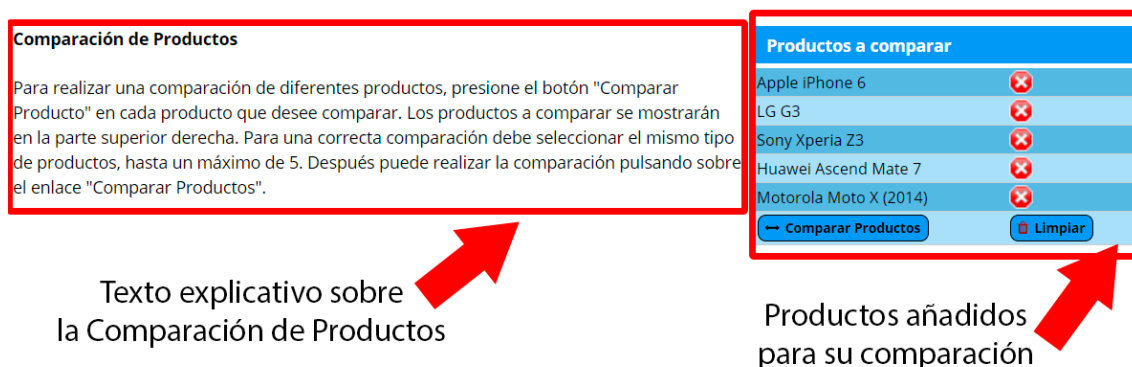 Comparación de Productos
Para realizar una comparación de diferentes productos, presione el botón "Comparar
Producto" en cada producto que desee comparar. Los productos a comparar se mostrarán
en la parte superior derecha. Para una correcta comparación debe seleccionar el mismo tipo
de productos, hasta un máximo de 5. Después puede realizar la comparación pulsando sobre
el enlace "Comparar Productos".
Texto explicativo sobre
la Comparación de Productos
Productos a comparar
Apple iPhone 6
LG G3
Sony Xperia Z3
Huawei Ascend Mate 7
Motorola Moto X (2014)
Comparar Productos
Limpiar
Productos añadidos
para su comparación